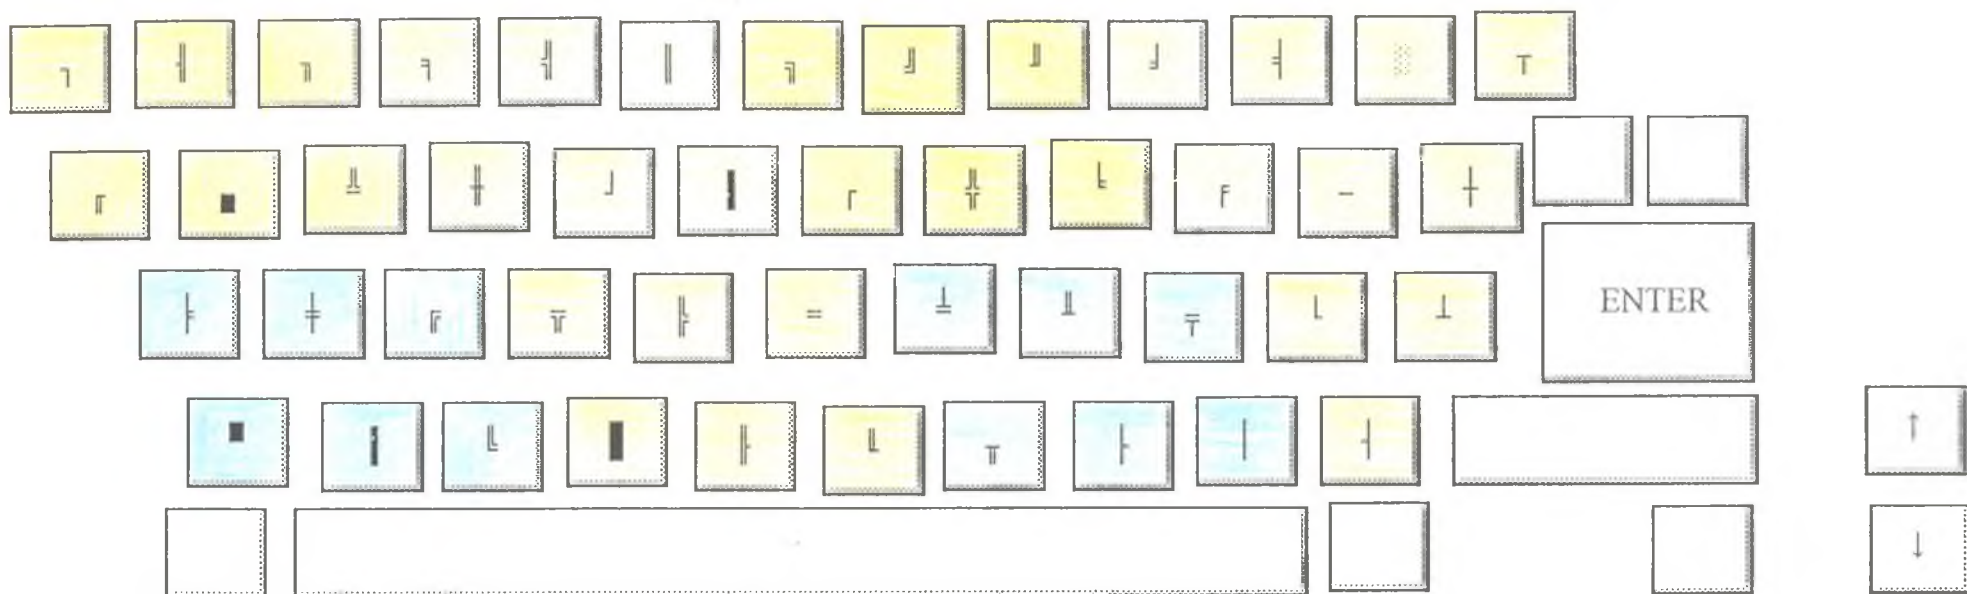 ┐ ╢ ╖ ╕ ╣ ║ ╗ ╝ ╜ ╛ ╡ ░ ┬
╓ ▄ ╩ ╫ ┘ ┌ ╬ ╘ ╒ ─ ┼
╞ ╪ ╔ ╦ ╠ ═ ╧ ╨ ╤ └ ┴ ENTER
▀ ╚ █ ╟ ╙ ╥ ├ │ ┤ ↑
↓